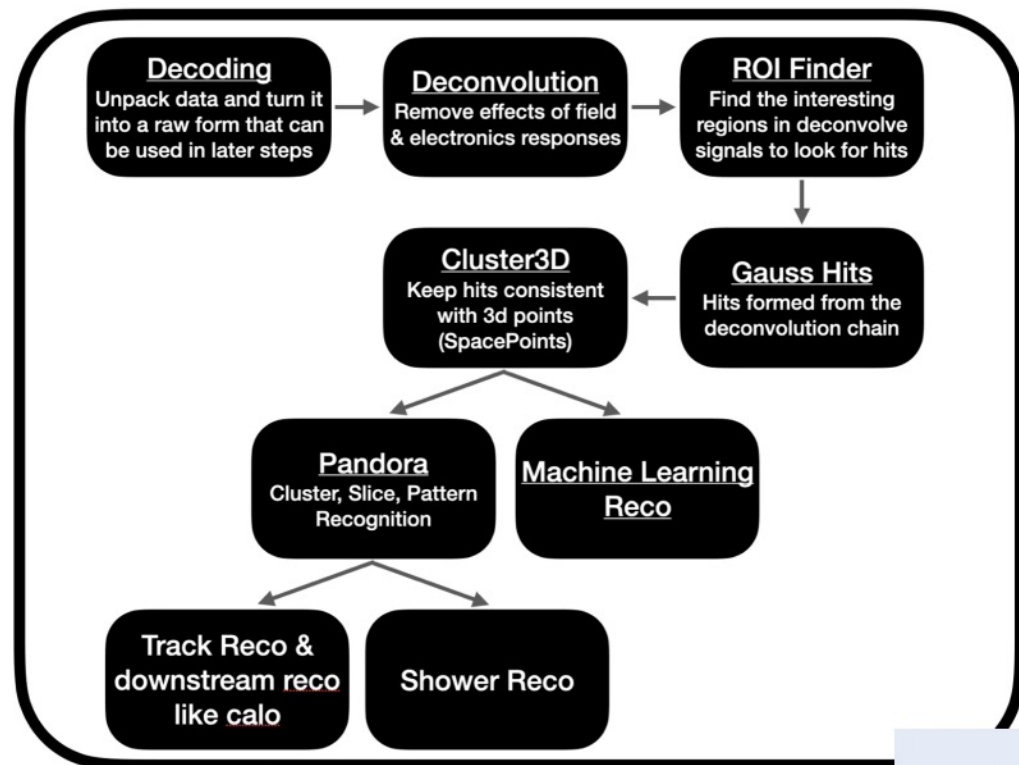 Decoding
Unpack data and turn it
into a raw form that can
be used in later steps
Deconvolution
Remove effects of field
& electronics responses
ROI Finder
Find the interesting
regions in deconvolve
signals to look for hits
Cluster3D
Keep hits consistent
with 3d points
(SpacePoints)
Gauss Hits
Hits formed from the
deconvolution chain
Pandora
Cluster, Slice, Pattern
Recognition
Machine Learning
Reco
Track Reco &
downstream reco
like calo
Shower Reco